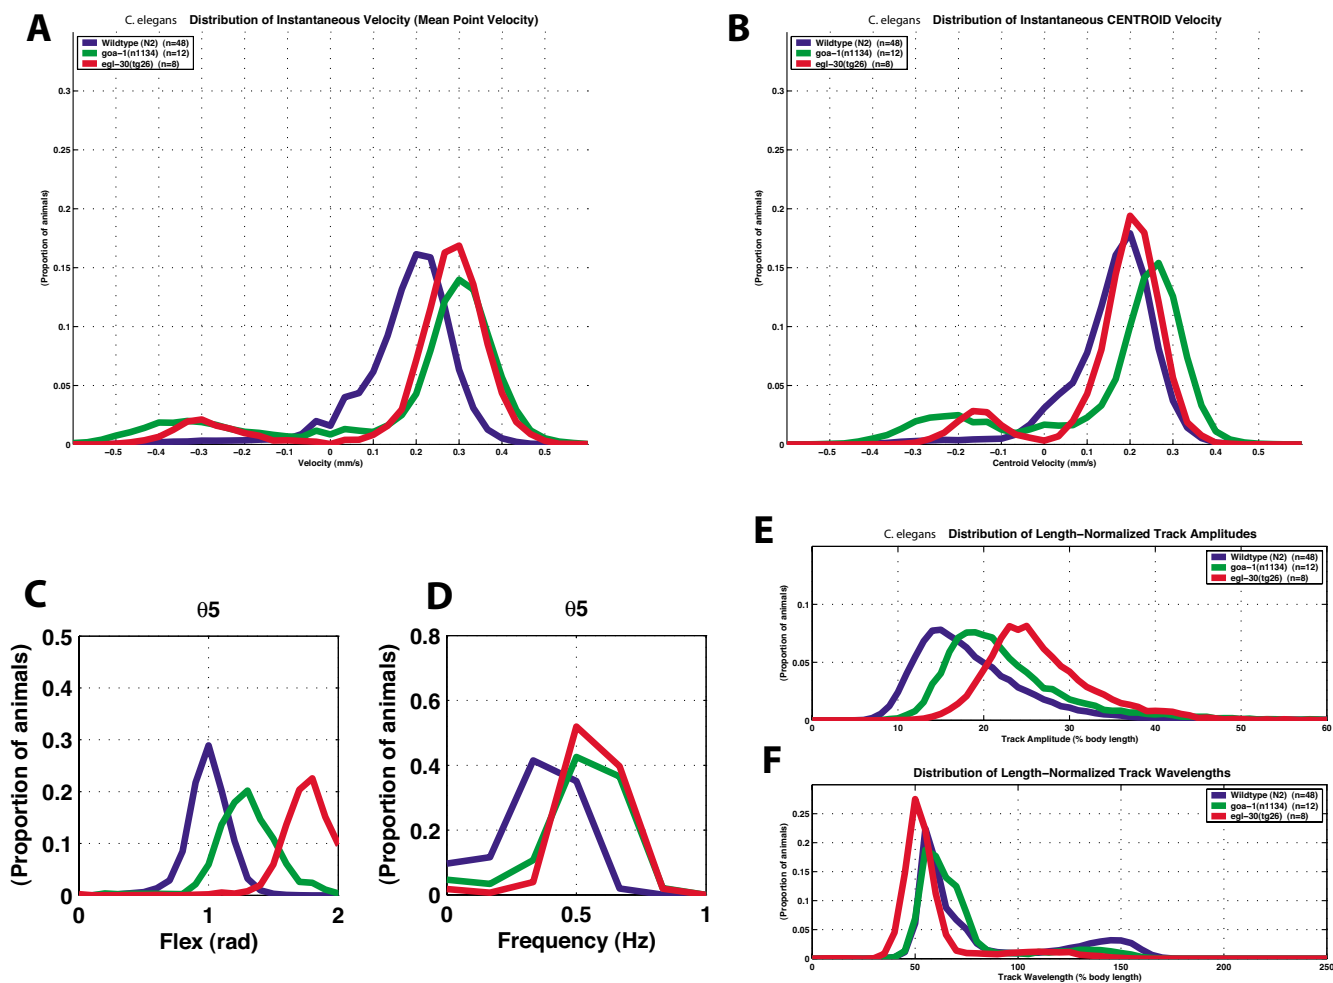 A
C. elegans Distribution of Instantaneous Velocity (Mean Point Velocity)
Wildtype (N2) (n=48)
goa-1(n1134) (n=12)
egl-30(tg26) (n=8)
(Proportion of animals)
0.3
0.25
0.2
0.15
0.1
0.05
0
−0.5 −0.4 −0.3 −0.2 −0.1 0 0.1 0.2 0.3 0.4 0.5
Velocity (mm/s)
B
C. elegans Distribution of Instantaneous CENTROID Velocity
Wildtype (N2) (n=48)
goa-1(n1134) (n=12)
egl-30(tg26) (n=8)
(Proportion of animals)
0.3
0.25
0.2
0.15
0.1
0.05
0
−0.5 −0.4 −0.3 −0.2 −0.1 0 0.1 0.2 0.3 0.4 0.5
Centroid Velocity (mm/s)
C
θ5
(Proportion of animals)
0.5
0.4
0.3
0.2
0.1
0
0 1 2
Flex (rad)
D
θ5
(Proportion of animals)
0.8
0.6
0.4
0.2
0
0 0.5 1
Frequency (Hz)
E
C. elegans Distribution of Length−Normalized Track Amplitudes
Wildtype (N2) (n=48)
goa-1(n1134) (n=12)
egl-30(tg26) (n=8)
(Proportion of animals)
0.1
0.05
0
0 10 20 30 40 50 60
Track Amplitude (% body length)
F
Distribution of Length−Normalized Track Wavelengths
Wildtype (N2) (n=48)
goa-1(n1134) (n=12)
egl-30(tg26) (n=8)
(Proportion of animals)
0.25
0.2
0.15
0.1
0.05
0
0 50 100 150 200 250
Track Wavelength (% body length)